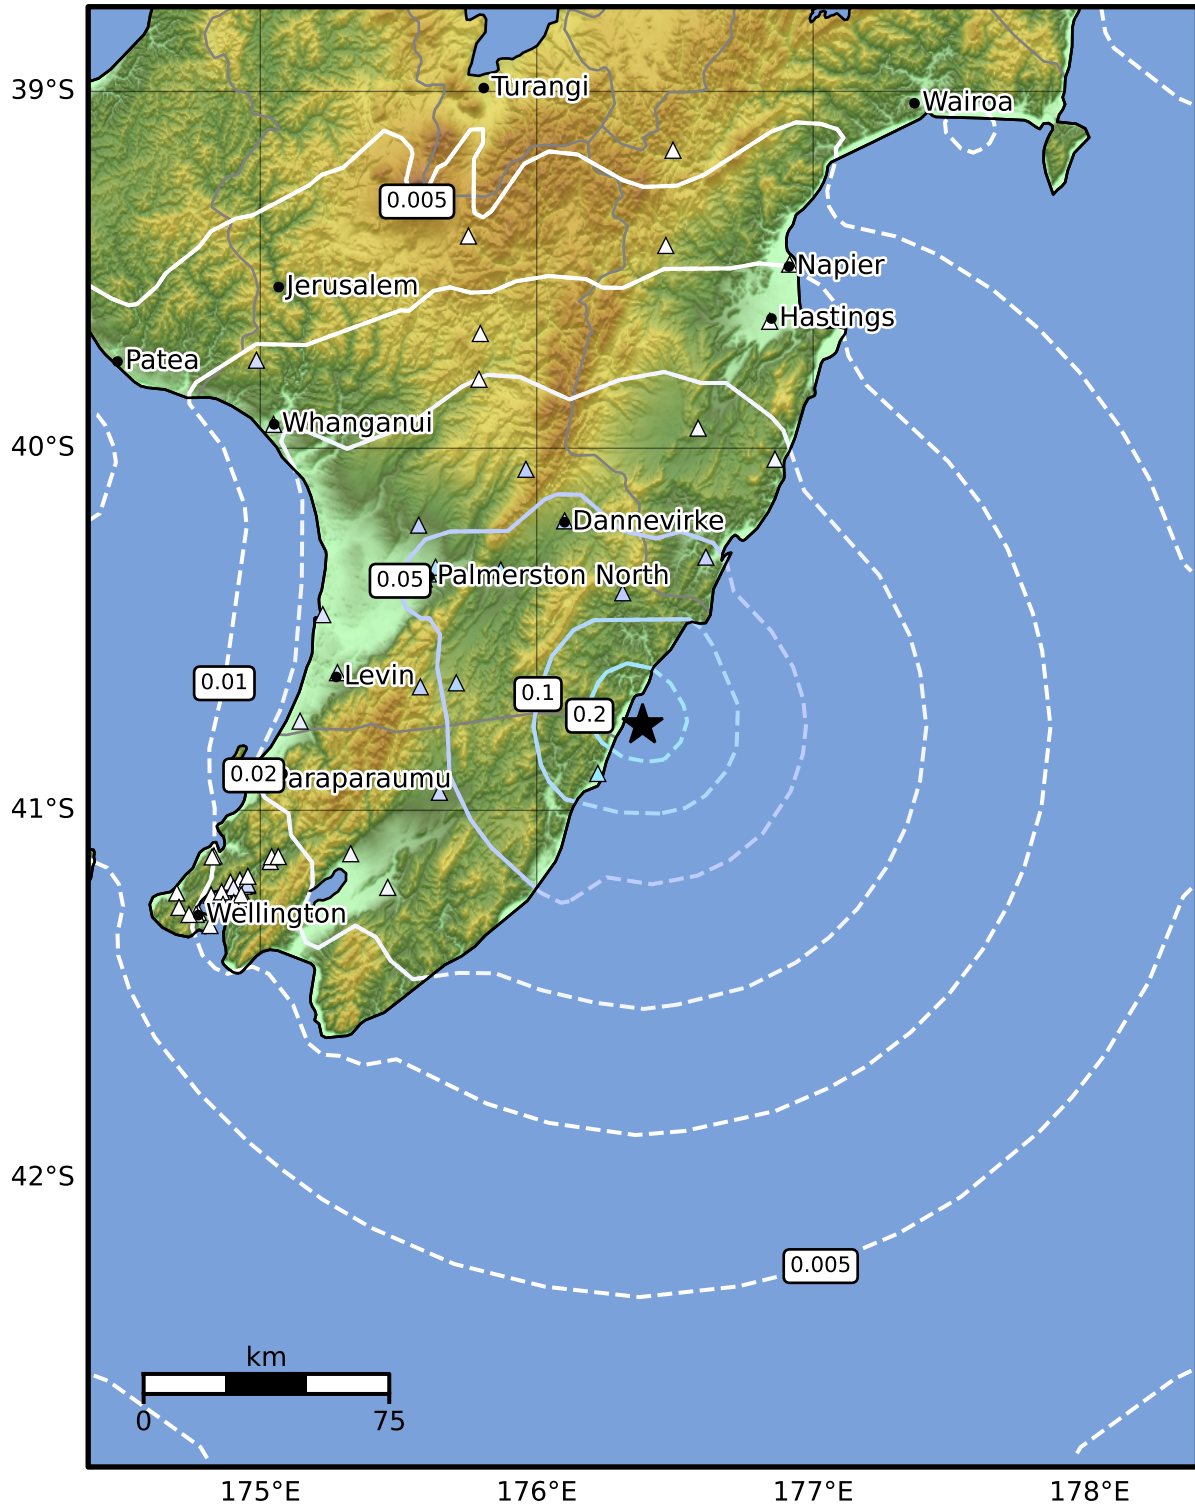 39°S
Turangi
Wairoa
0.005
Napier
Jerusalem
Hastings
Patea
Whanganui
40°S
Dannevirke
0.05
Palmerston North
Levin
0.01
0.1
0.2
0.02
araparaumu
41°S
Wellington
42°S
0.005
km
0
75
175°E
176°E
177°E
178°E